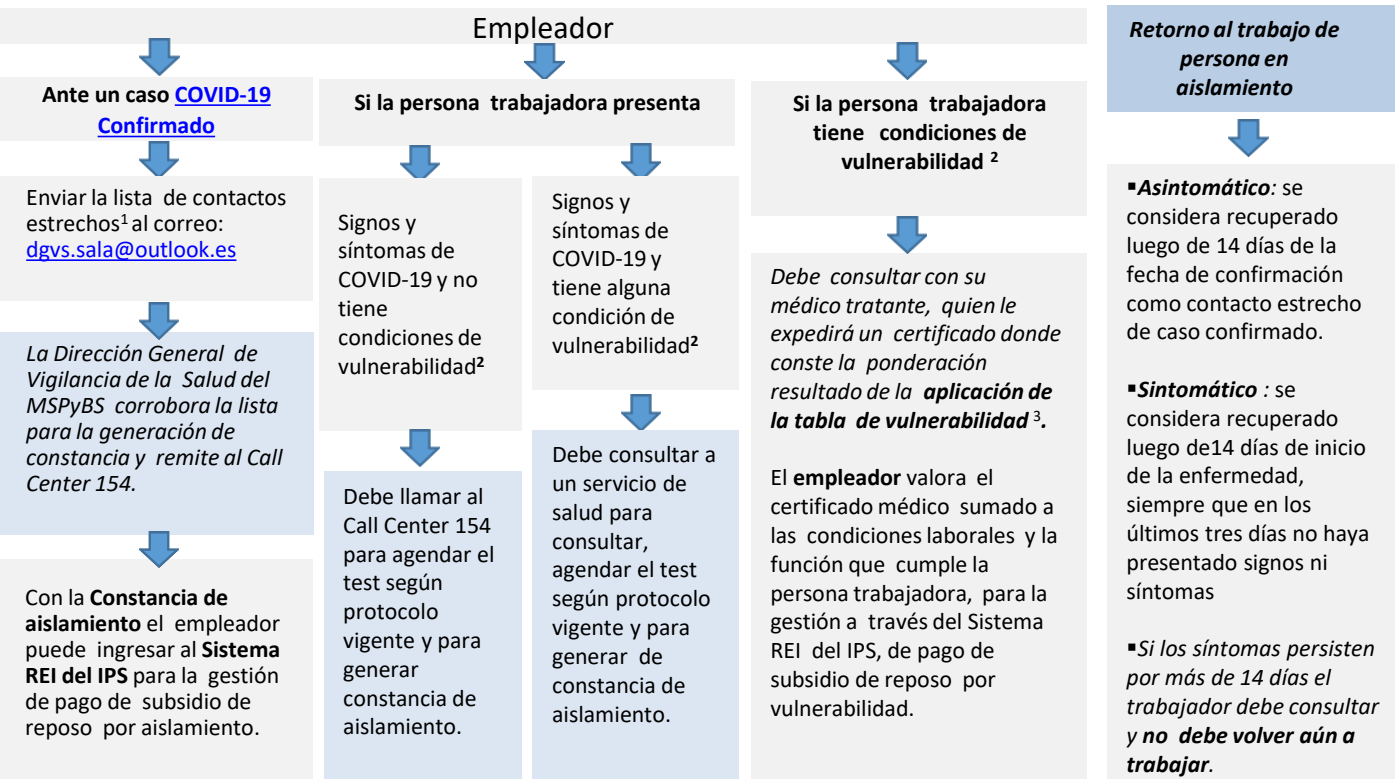 Empleador
Ante un caso COVID-19
Confirmado
Enviar la lista de contactos
estrechos¹ al correo:
dgvs.sala@outlook.es
La Dirección General de
Vigilancia de la Salud del
MSPyBS corrobora la lista
para la generación de
constancia y remite al Call
Center 154.
Con la Constancia de
aislamiento el empleador
puede ingresar al Sistema
REI del IPS para la gestión
de pago de subsidio de
reposo por aislamiento.
Si la persona trabajadora presenta
Signos y
síntomas de
COVID-19 y no
tiene
condiciones de
vulnerabilidad²
Debe llamar al
Call Center 154
para agendar el
test según
protocolo
vigente y para
generar
constancia de
aislamiento.
Signos y
síntomas de
COVID-19 y
tiene alguna
condición de
vulnerabilidad²
Debe consultar a
un servicio de
salud para
consultar,
agendar el test
según protocolo
vigente y para
generar de
constancia de
aislamiento.
Si la persona trabajadora
tiene condiciones de
vulnerabilidad ²
Debe consultar con su
médico tratante, quien le
expedirá un certificado donde
conste la ponderación
resultado de la aplicación de
la tabla de vulnerabilidad ³.
El empleador valora el
certificado médico sumado a
las condiciones laborales y la
función que cumple la
persona trabajadora, para la
gestión a través del Sistema
REI del IPS, de pago de
subsidio de reposo por
vulnerabilidad.
Retorno al trabajo de
persona en
aislamiento
▪Asintomático: se
considera recuperado
luego de 14 días de la
fecha de confirmación
como contacto estrecho
de caso confirmado.
▪Sintomático : se
considera recuperado
luego de14 días de inicio
de la enfermedad,
siempre que en los
últimos tres días no haya
presentado signos ni
síntomas
▪Si los síntomas persisten
por más de 14 días el
trabajador debe consultar
y no debe volver aún a
trabajar.